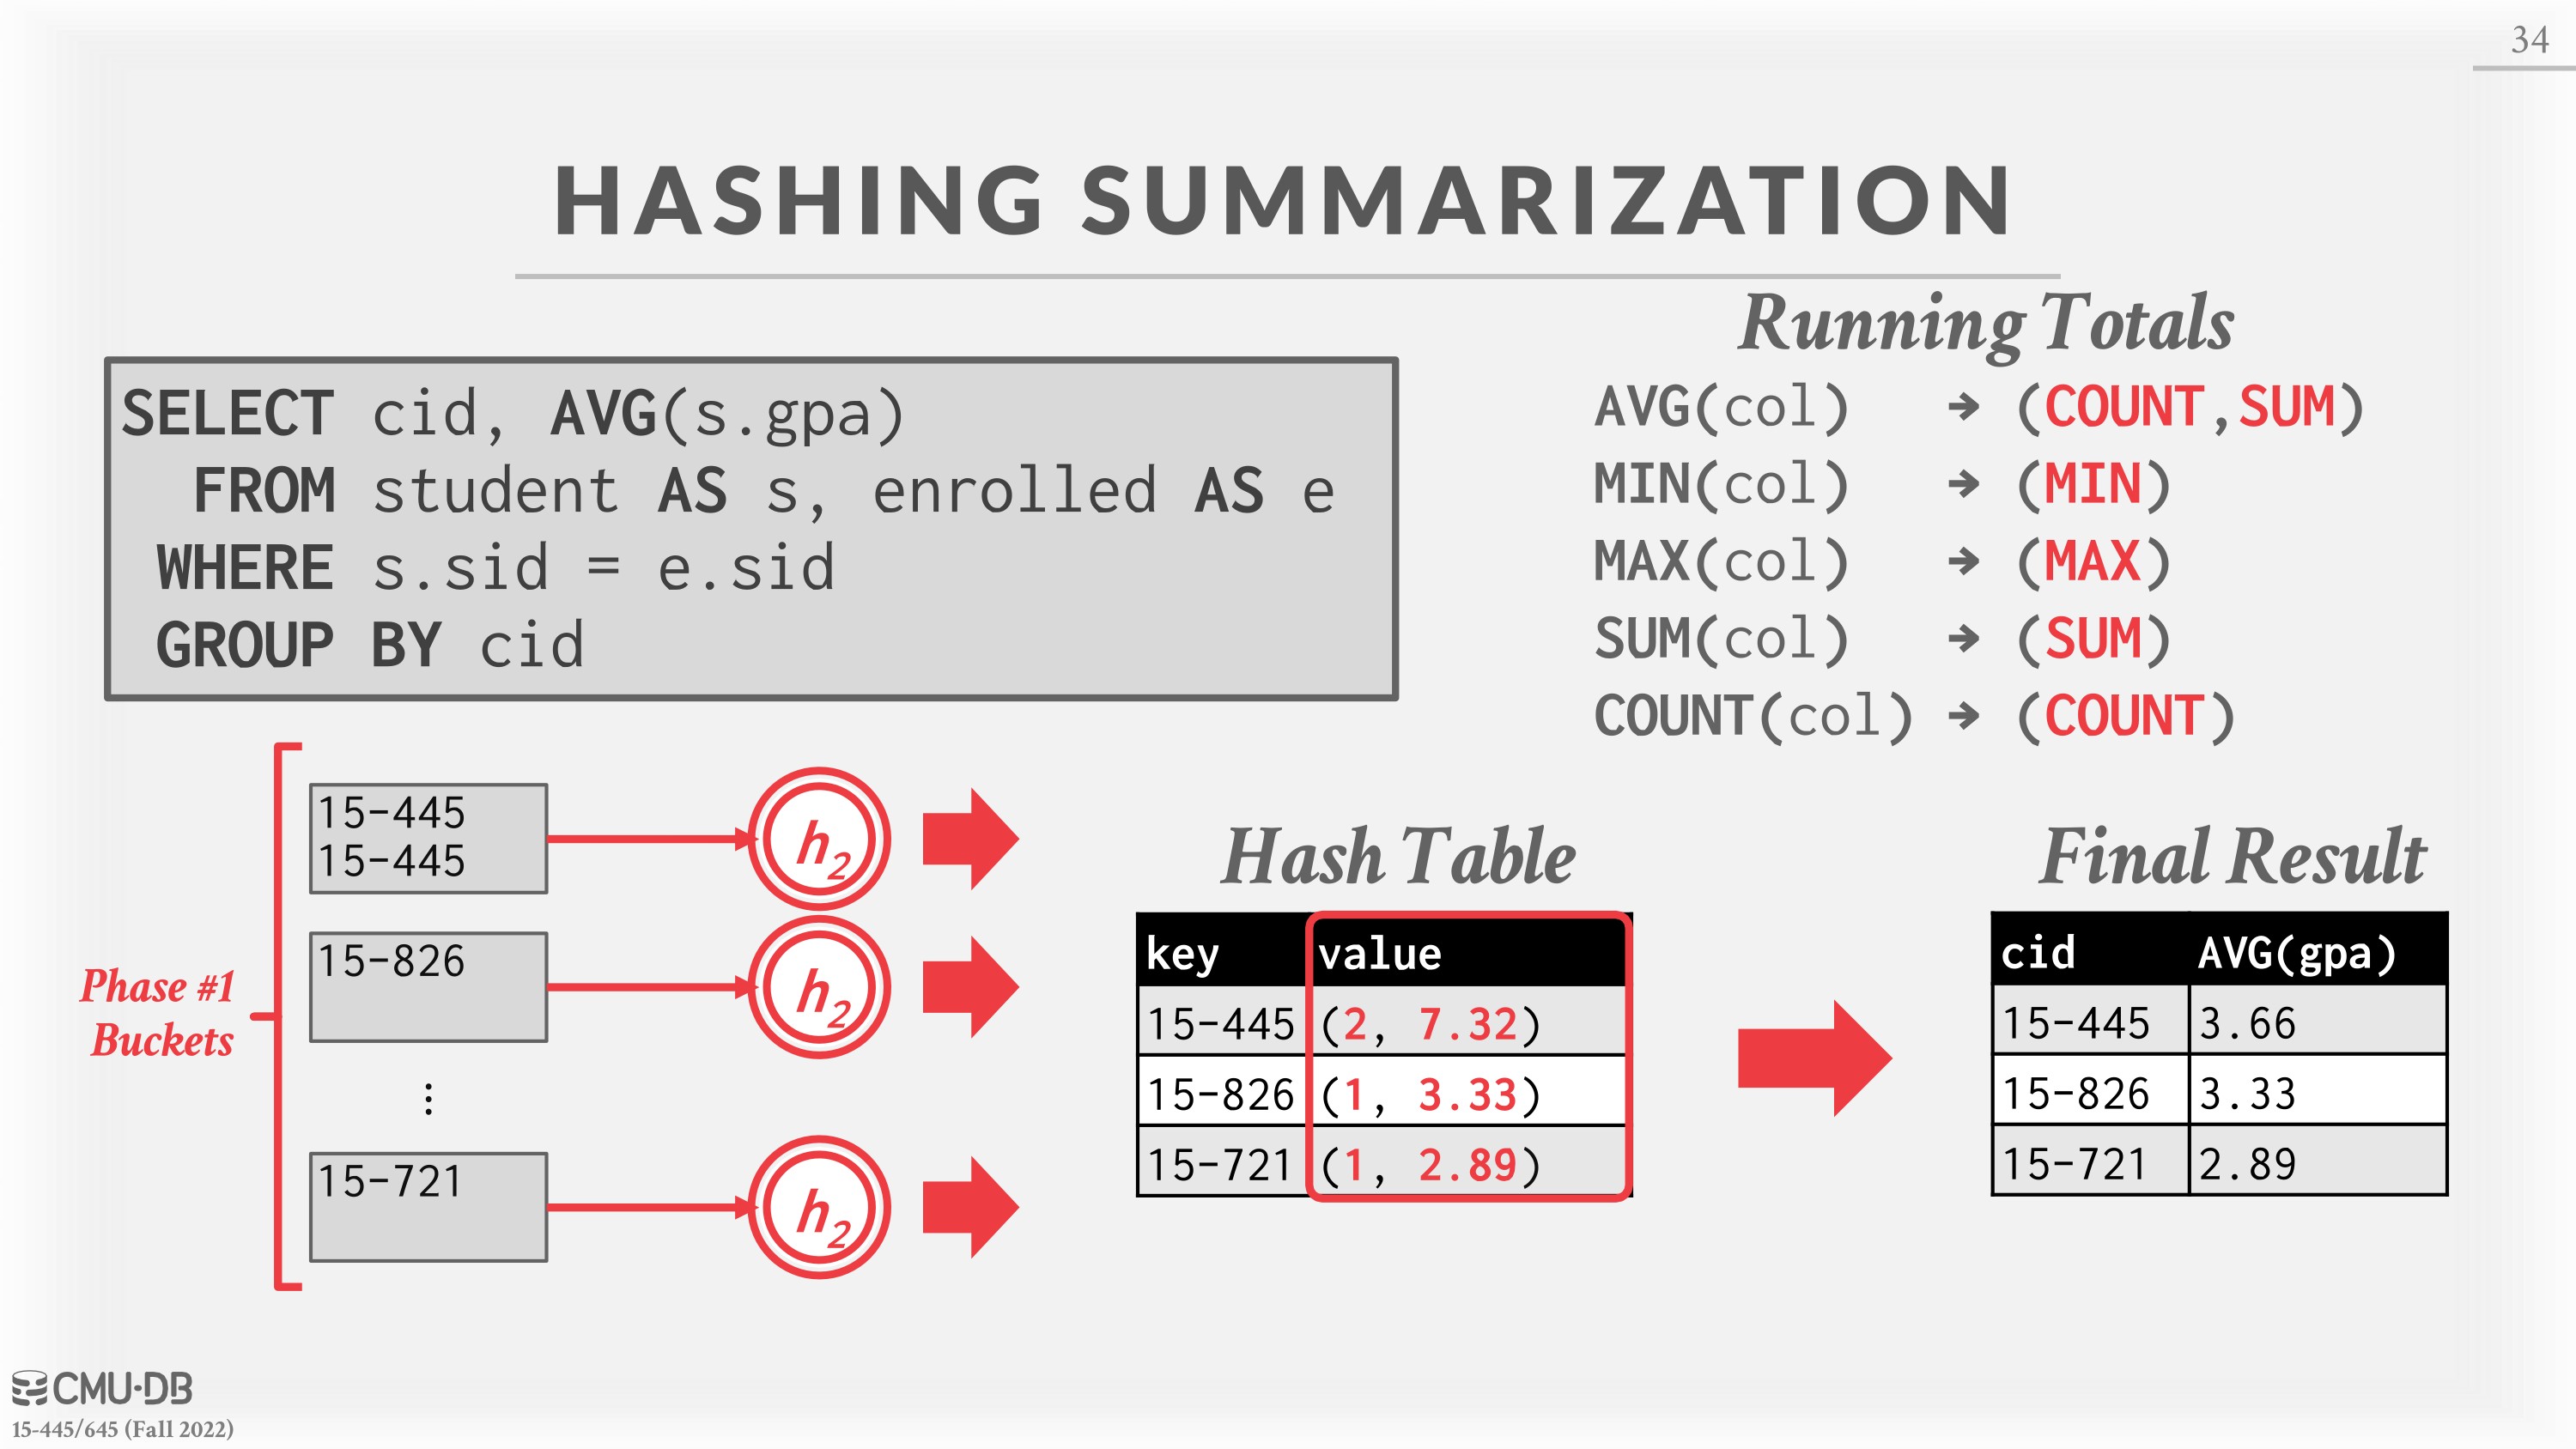 34
HASHING SUMMARIZATION
SELECT cid, AVG(s.gpa)
FROM student AS s, enrolled AS e
WHERE s.sid = e.sid
GROUP BY cid
Running Totals
AVG(col) → (COUNT,SUM)
MIN(col) → (MIN)
MAX(col) → (MAX)
SUM(col) → (SUM)
COUNT(col) → (COUNT)
Phase #1
Buckets
15-445
15-445
h2
15-826
h2
⋮
15-721
h2
Hash Table
key value
15-445 (2, 7.32)
15-826 (1, 3.33)
15-721 (1, 2.89)
Final Result
cid AVG(gpa)
15-445 3.66
15-826 3.33
15-721 2.89
CMU·DB
15-445/645 (Fall 2022)